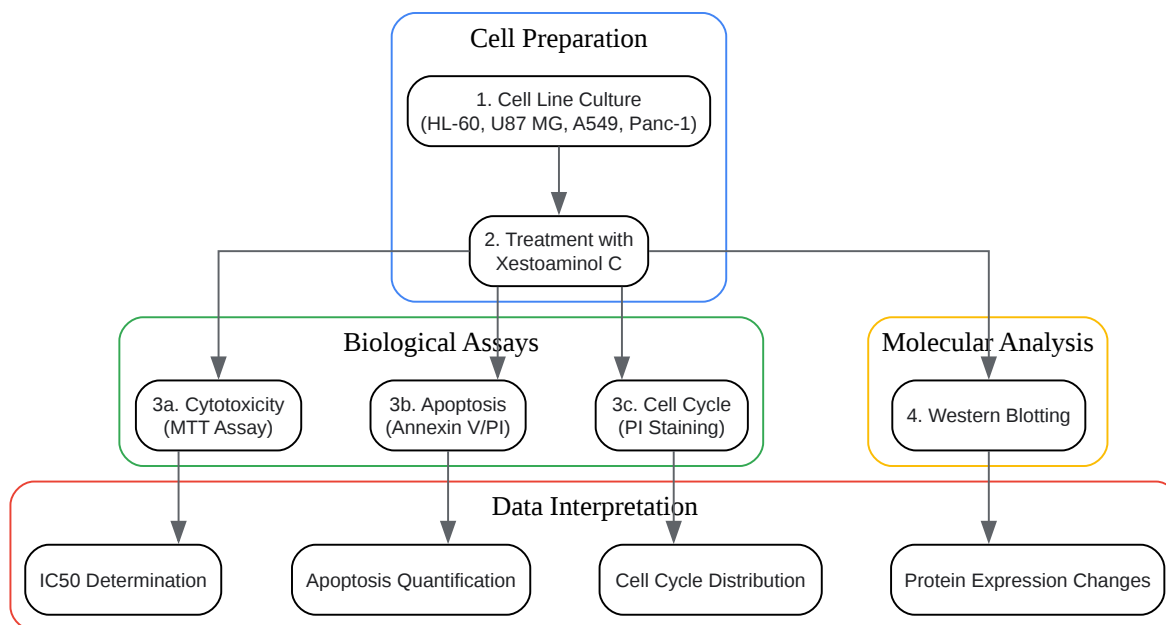 Cell Preparation
1. Cell Line Culture
(HL-60, U87 MG, A549, Panc-1)
2. Treatment with
Xestoaminol C
Biological Assays
Molecular Analysis
3a. Cytotoxicity
(MTT Assay)
3b. Apoptosis
(Annexin V/PI)
3c. Cell Cycle
(PI Staining)
4. Western Blotting
Data Interpretation
IC50 Determination
Apoptosis Quantification
Cell Cycle Distribution
Protein Expression Changes